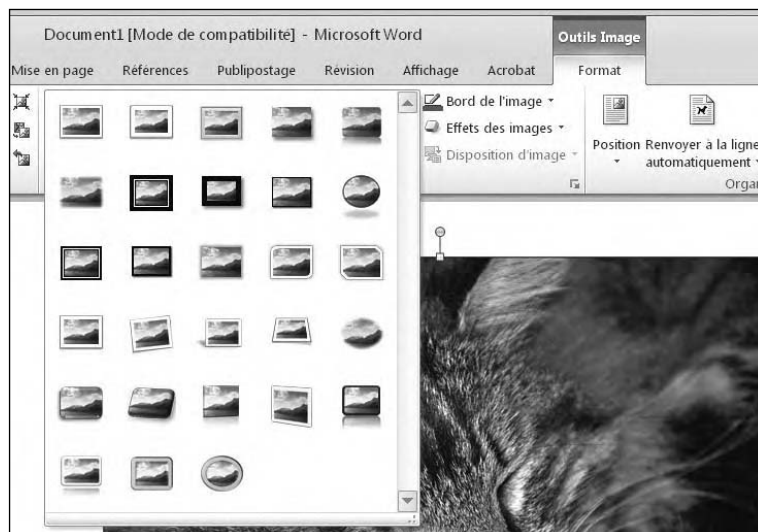 Document1 [Mode de compatibilité] - Microsoft Word
Outils Image
Mise en page Références Publipostage Révision Affichage Acrobat Format
Bord de l'image
Effets des images
Disposition d'image
Position Renvoyer à la ligne
automatiquement
Organ